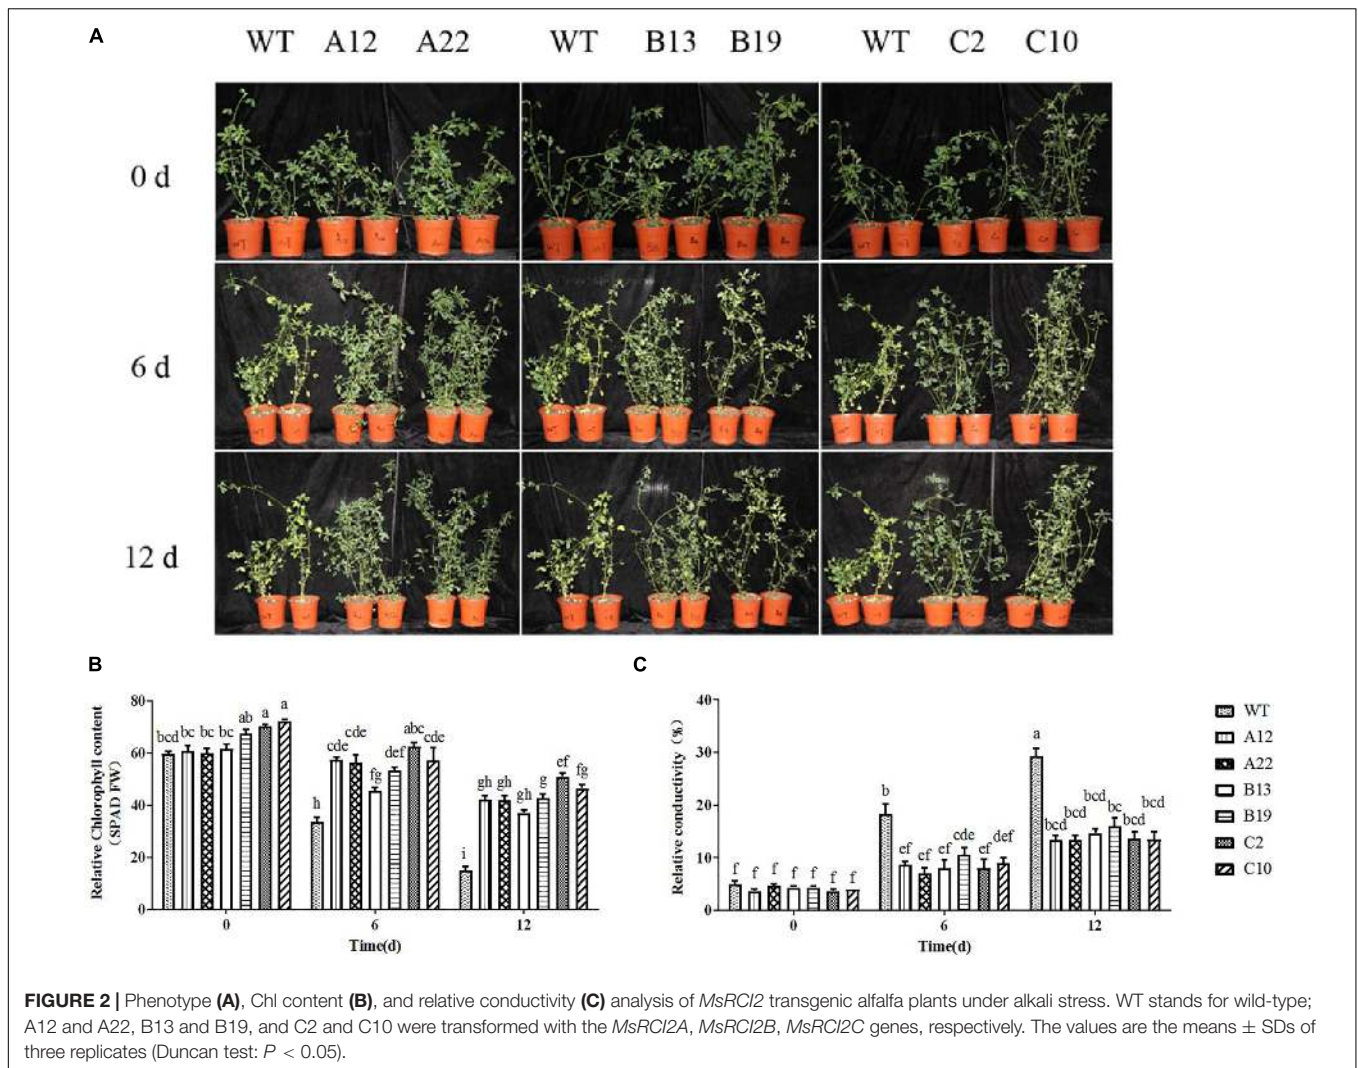 A
WT A12 A22 WT B13 B19 WT C2 C10
0 d
6 d
12 d
B
Relative Chlorophyll content
(SPAD FW)
80
60
40
20
0
bcd bc bc bc ab a a
h cde cde fg def abc cde
i gh gh gh g ef fg
0 6 12
Time(d)
C
Relative conductivity (%)
40
30
20
10
0
f f f f f f f
b ef ef ef cde ef def
a bcd bcd bcd bc bcd bcd
0 6 12
Time(d)
WT
A12
A22
B13
B19
C2
C10
FIGURE 2 | Phenotype (A), Chl content (B), and relative conductivity (C) analysis of MsRCI2 transgenic alfalfa plants under alkali stress. WT stands for wild-type;
A12 and A22, B13 and B19, and C2 and C10 were transformed with the MsRCI2A, MsRCI2B, MsRCI2C genes, respectively. The values are the means ± SDs of
three replicates (Duncan test: P < 0.05).